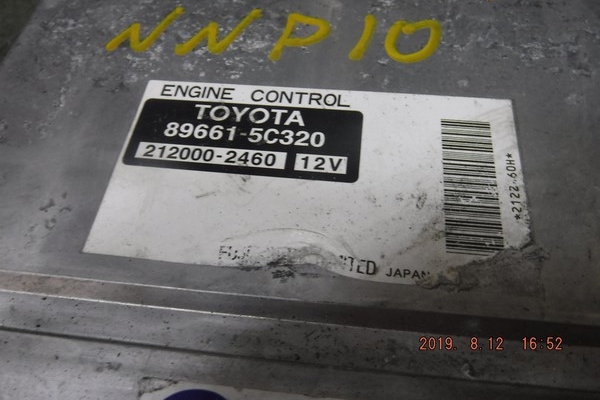 NNP10
ENGINE CONTROL
TOYOTA
89661-5C320
212000-2460 12V
JAPAN
2019. 8.12 16:52